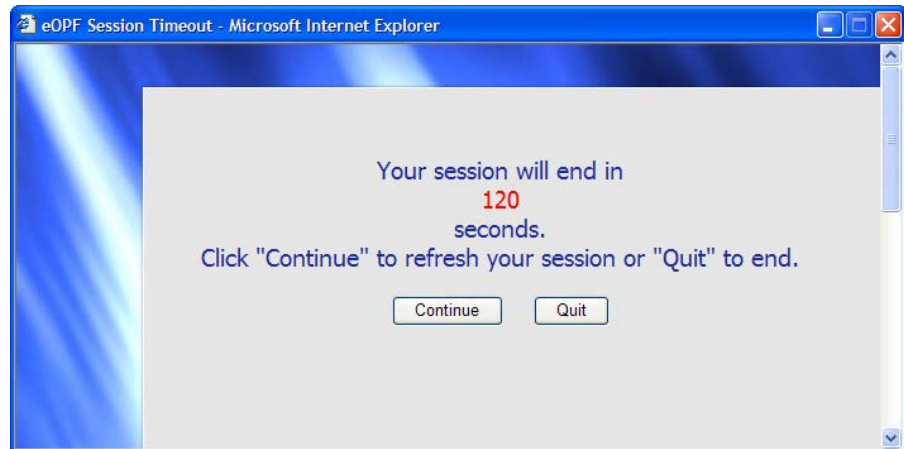 eOPF Session Timeout - Microsoft Internet Explorer
Your session will end in
120
seconds.
Click "Continue" to refresh your session or "Quit" to end.
Continue Quit